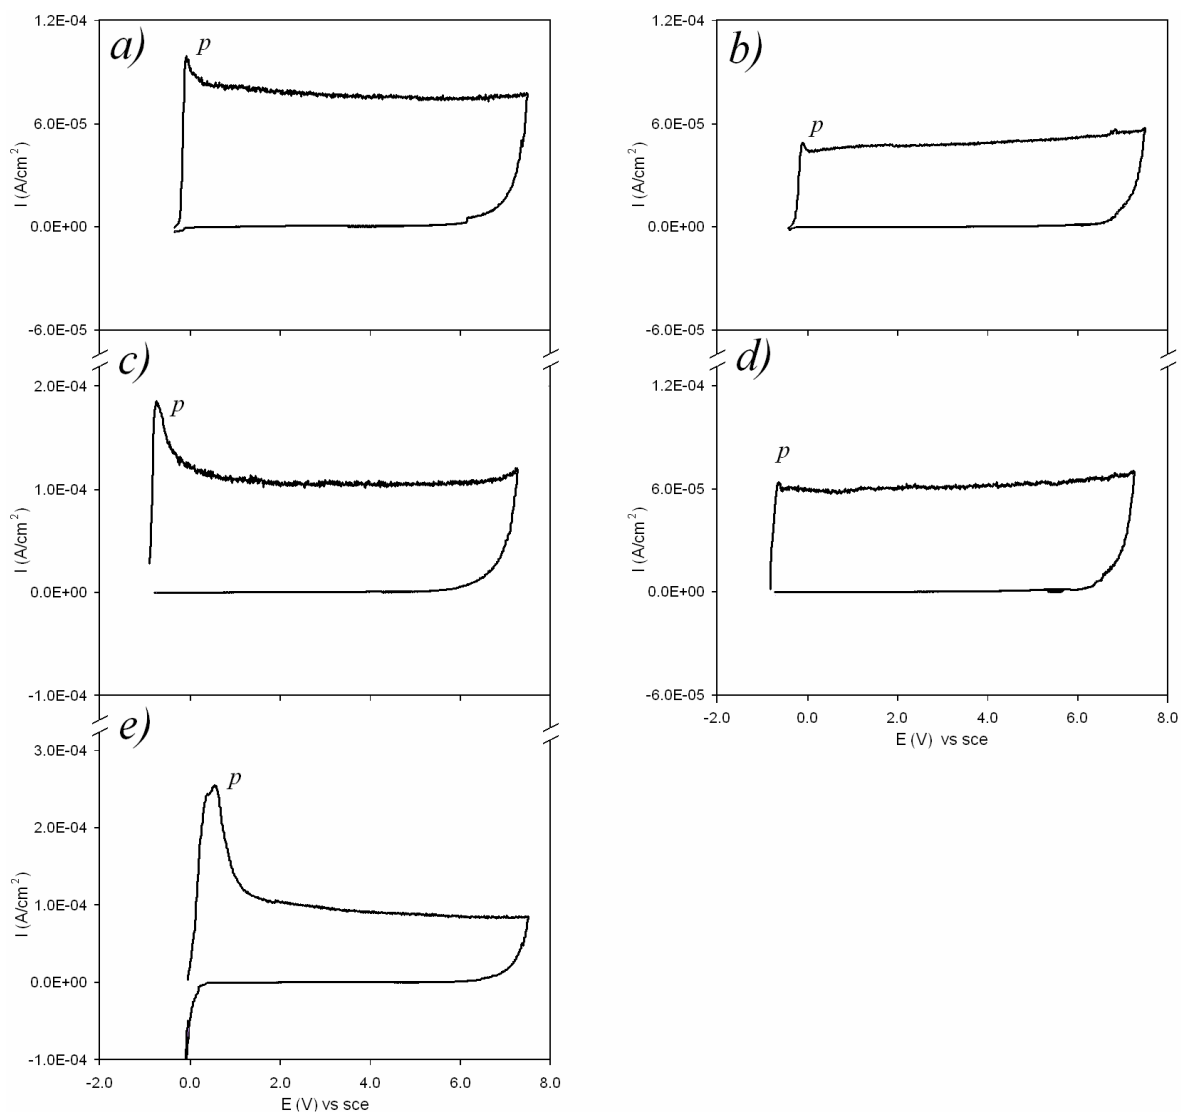 a)
p
1.2E-04
6.0E-05
0.0E+00
-6.0E-05
I (A/cm²)
b)
p
1.2E-04
6.0E-05
0.0E+00
-6.0E-05
I (A/cm²)
c)
p
2.0E-04
1.0E-04
0.0E+00
-1.0E-04
I (A/cm²)
d)
p
1.2E-04
6.0E-05
0.0E+00
-6.0E-05
I (A/cm²)
-2.0 0.0 2.0 4.0 6.0 8.0
E (V) vs sce
e)
p
3.0E-04
2.0E-04
1.0E-04
0.0E+00
-1.0E-04
I (A/cm²)
-2.0 0.0 2.0 4.0 6.0 8.0
E (V) vs sce